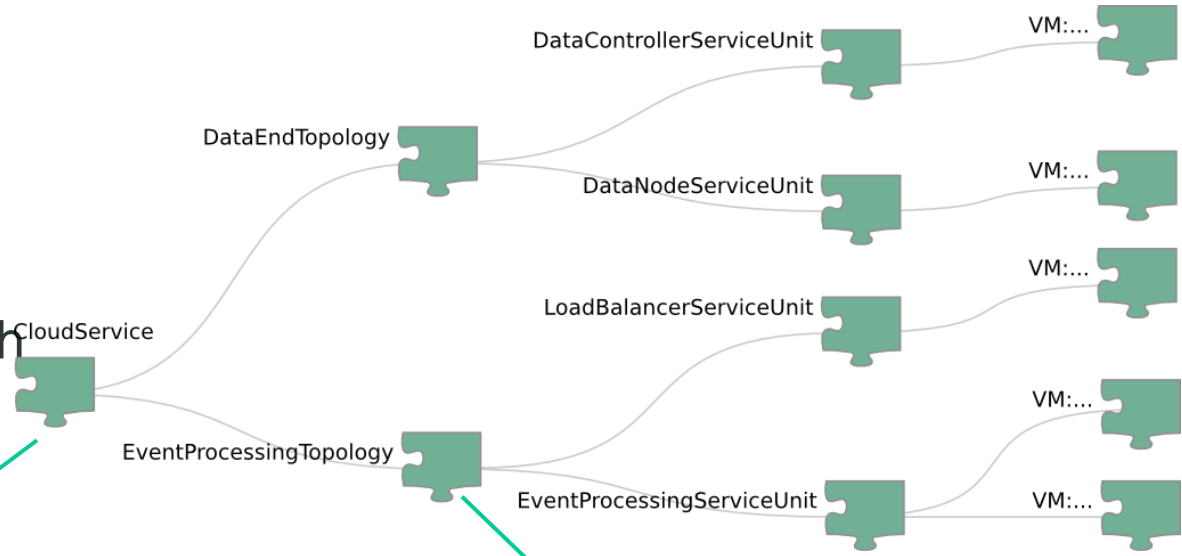 VM:...
DataControllerServiceUnit
DataEndTopology
VM:...
DataNodeServiceUnit
VM:...
LoadBalancerServiceUnit
h
CloudService
VM:...
EventProcessingTopology
EventProcessingServiceUnit
VM:...